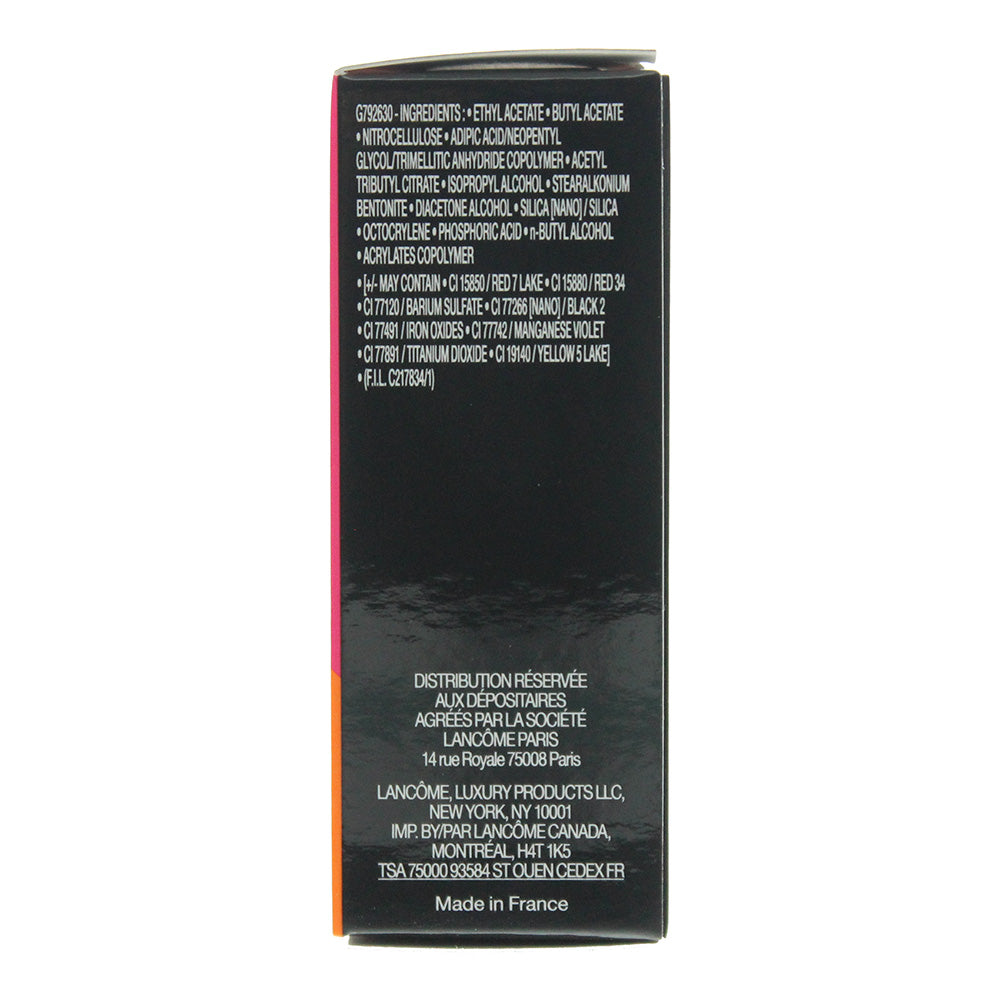 G792630 - INGREDIENTS : • ETHYL ACETATE • BUTYL ACETATE
• NITROCELLULOSE • ADIPIC ACID/NEOPENTYL
GLYCOL/TRIMELLITIC ANHYDRIDE COPOLYMER • ACETYL
TRIBUTYL CITRATE • ISOPROPYL ALCOHOL • STEARALKONIUM
BENTONITE • DIACETONE ALCOHOL • SILICA [NANO] / SILICA
• OCTOCRYLENE • PHOSPHORIC ACID • n-BUTYL ALCOHOL
• ACRYLATES COPOLYMER
• [+/- MAY CONTAIN • CI 15850 / RED 7 LAKE • CI 15880 / RED 34
• CI 77120 / BARIUM SULFATE • CI 77266 [NANO] / BLACK 2
• CI 77491 / IRON OXIDES • CI 77742 / MANGANESE VIOLET
• CI 77891 / TITANIUM DIOXIDE • CI 19140 / YELLOW 5 LAKE]
• (F.I.L. C217834/1)
DISTRIBUTION RÉSERVÉE
AUX DÉPOSITAIRES
AGRÉÉS PAR LA SOCIÉTÉ
LANCÔME PARIS
14 rue Royale 75008 Paris
LANCÔME, LUXURY PRODUCTS LLC,
NEW YORK, NY 10001
IMP. BY/PAR LANCÔME CANADA,
MONTRÉAL, H4T 1K5
TSA 75000 93584 ST OUEN CEDEX FR
Made in France